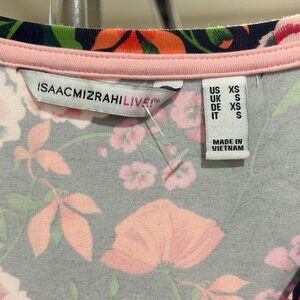 ISAACMIZRAHILIVE!™
US XS
UK S
DE XS
IT S
MADE IN
VIETNAM